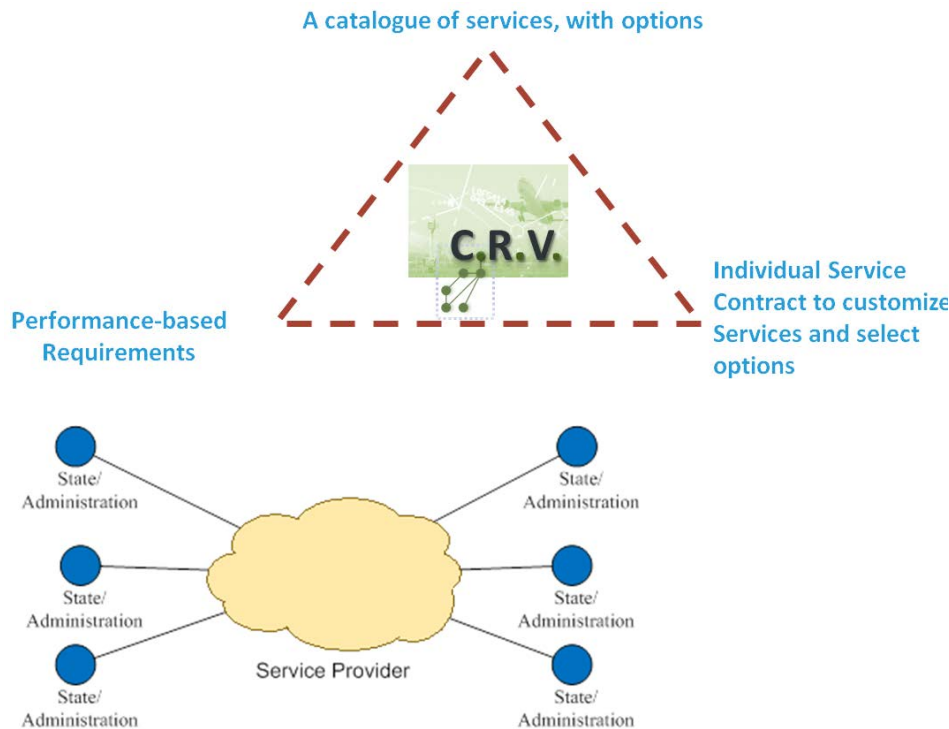 A catalogue of services, with options
C.R.V.
Performance-based
Requirements
Individual Service
Contract to customize
Services and select
options
State/
Administration
State/
Administration
State/
Administration
State/
Administration
State/
Administration
State/
Administration
Service Provider